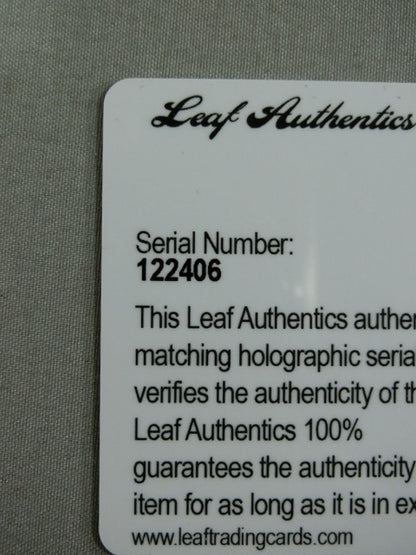 Leaf Authentics
Serial Number:
122406
This Leaf Authentics authen
matching holographic seria
verifies the authenticity of th
Leaf Authentics 100%
guarantees the authenticity
item for as long as it is in ex
www.leaftradingcards.com